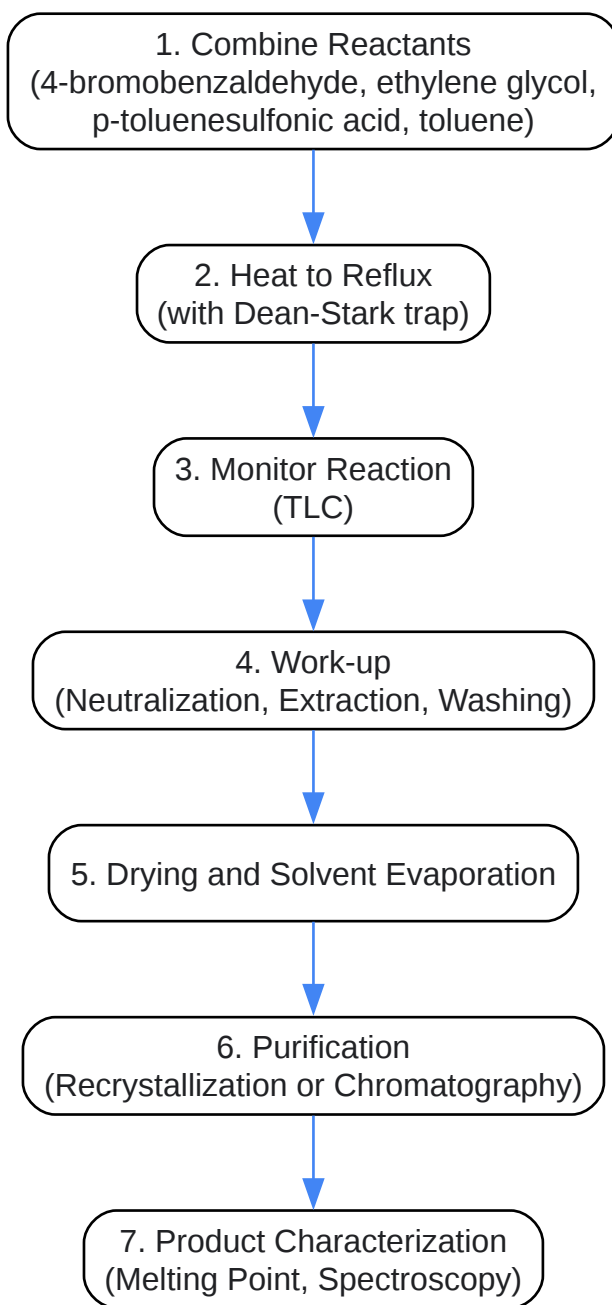 1. Combine Reactants
(4-bromobenzaldehyde, ethylene glycol,
p-toluenesulfonic acid, toluene)
2. Heat to Reflux
(with Dean-Stark trap)
3. Monitor Reaction
(TLC)
4. Work-up
(Neutralization, Extraction, Washing)
5. Drying and Solvent Evaporation
6. Purification
(Recrystallization or Chromatography)
7. Product Characterization
(Melting Point, Spectroscopy)